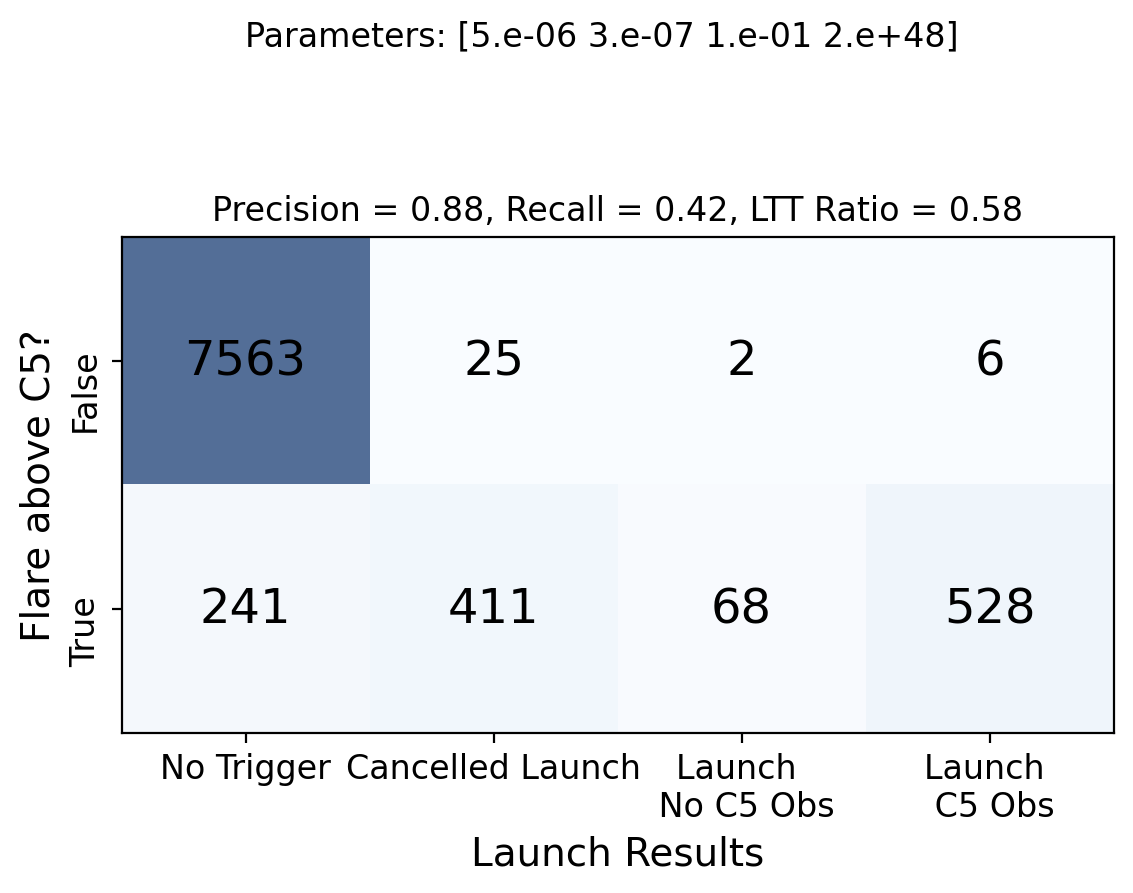 Parameters: [5.e-06 3.e-07 1.e-01 2.e+48]
Precision = 0.88, Recall = 0.42, LTT Ratio = 0.58
Flare above C5?
False
7563 25 2 6
True
241 411 68 528
No Trigger Cancelled Launch Launch Launch
No C5 Obs C5 Obs
Launch Results